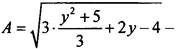 A = √(3 · (y² + 5)/3 + 2y − 4) −